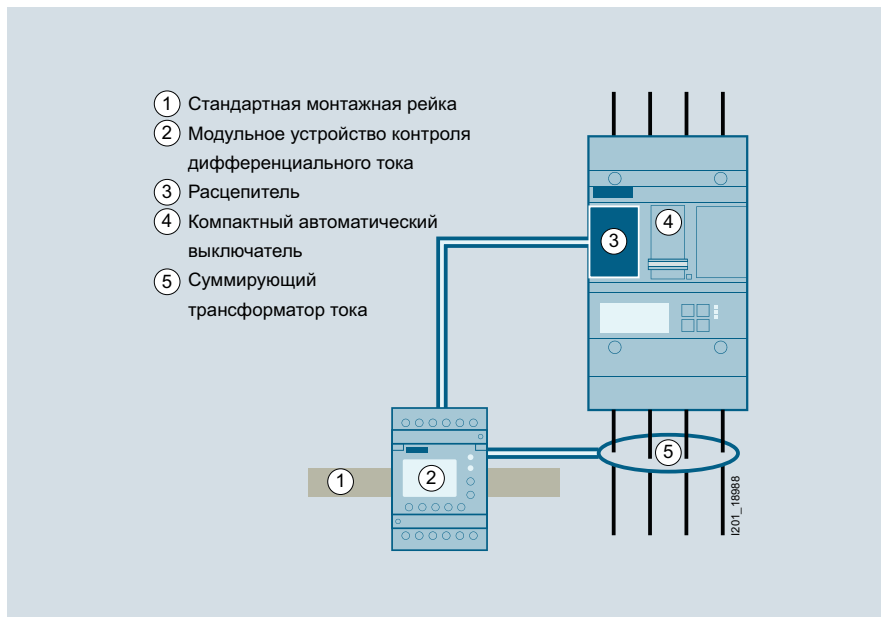 1 Стандартная монтажная рейка
2 Модульное устройство контроля
дифференциального тока
3 Расцепитель
4 Компактный автоматический
выключатель
5 Суммирующий
трансформатор тока
3
4
1
2
5
I201_18988